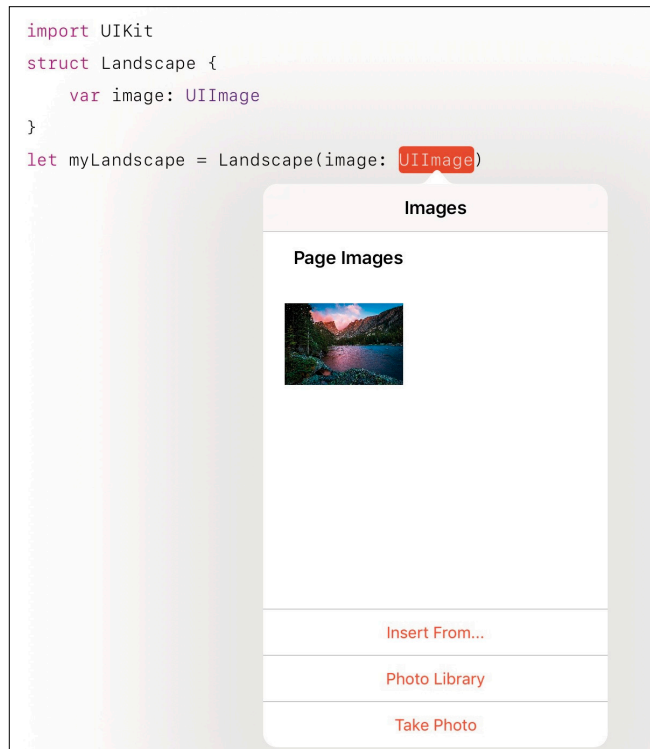 import UIKit
struct Landscape {
var image: UIImage
}
let myLandscape = Landscape(image: UIImage)
Images
Page Images
Insert From...
Photo Library
Take Photo